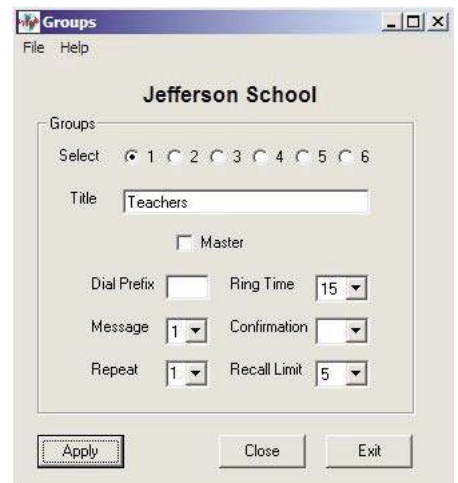 Groups
File Help
Jefferson School
Groups
Select 1 2 3 4 5 6
Title Teachers
Master
Dial Prefix Ring Time 15
Message 1 Confirmation
Repeat 1 Recall Limit 5
Apply Close Exit